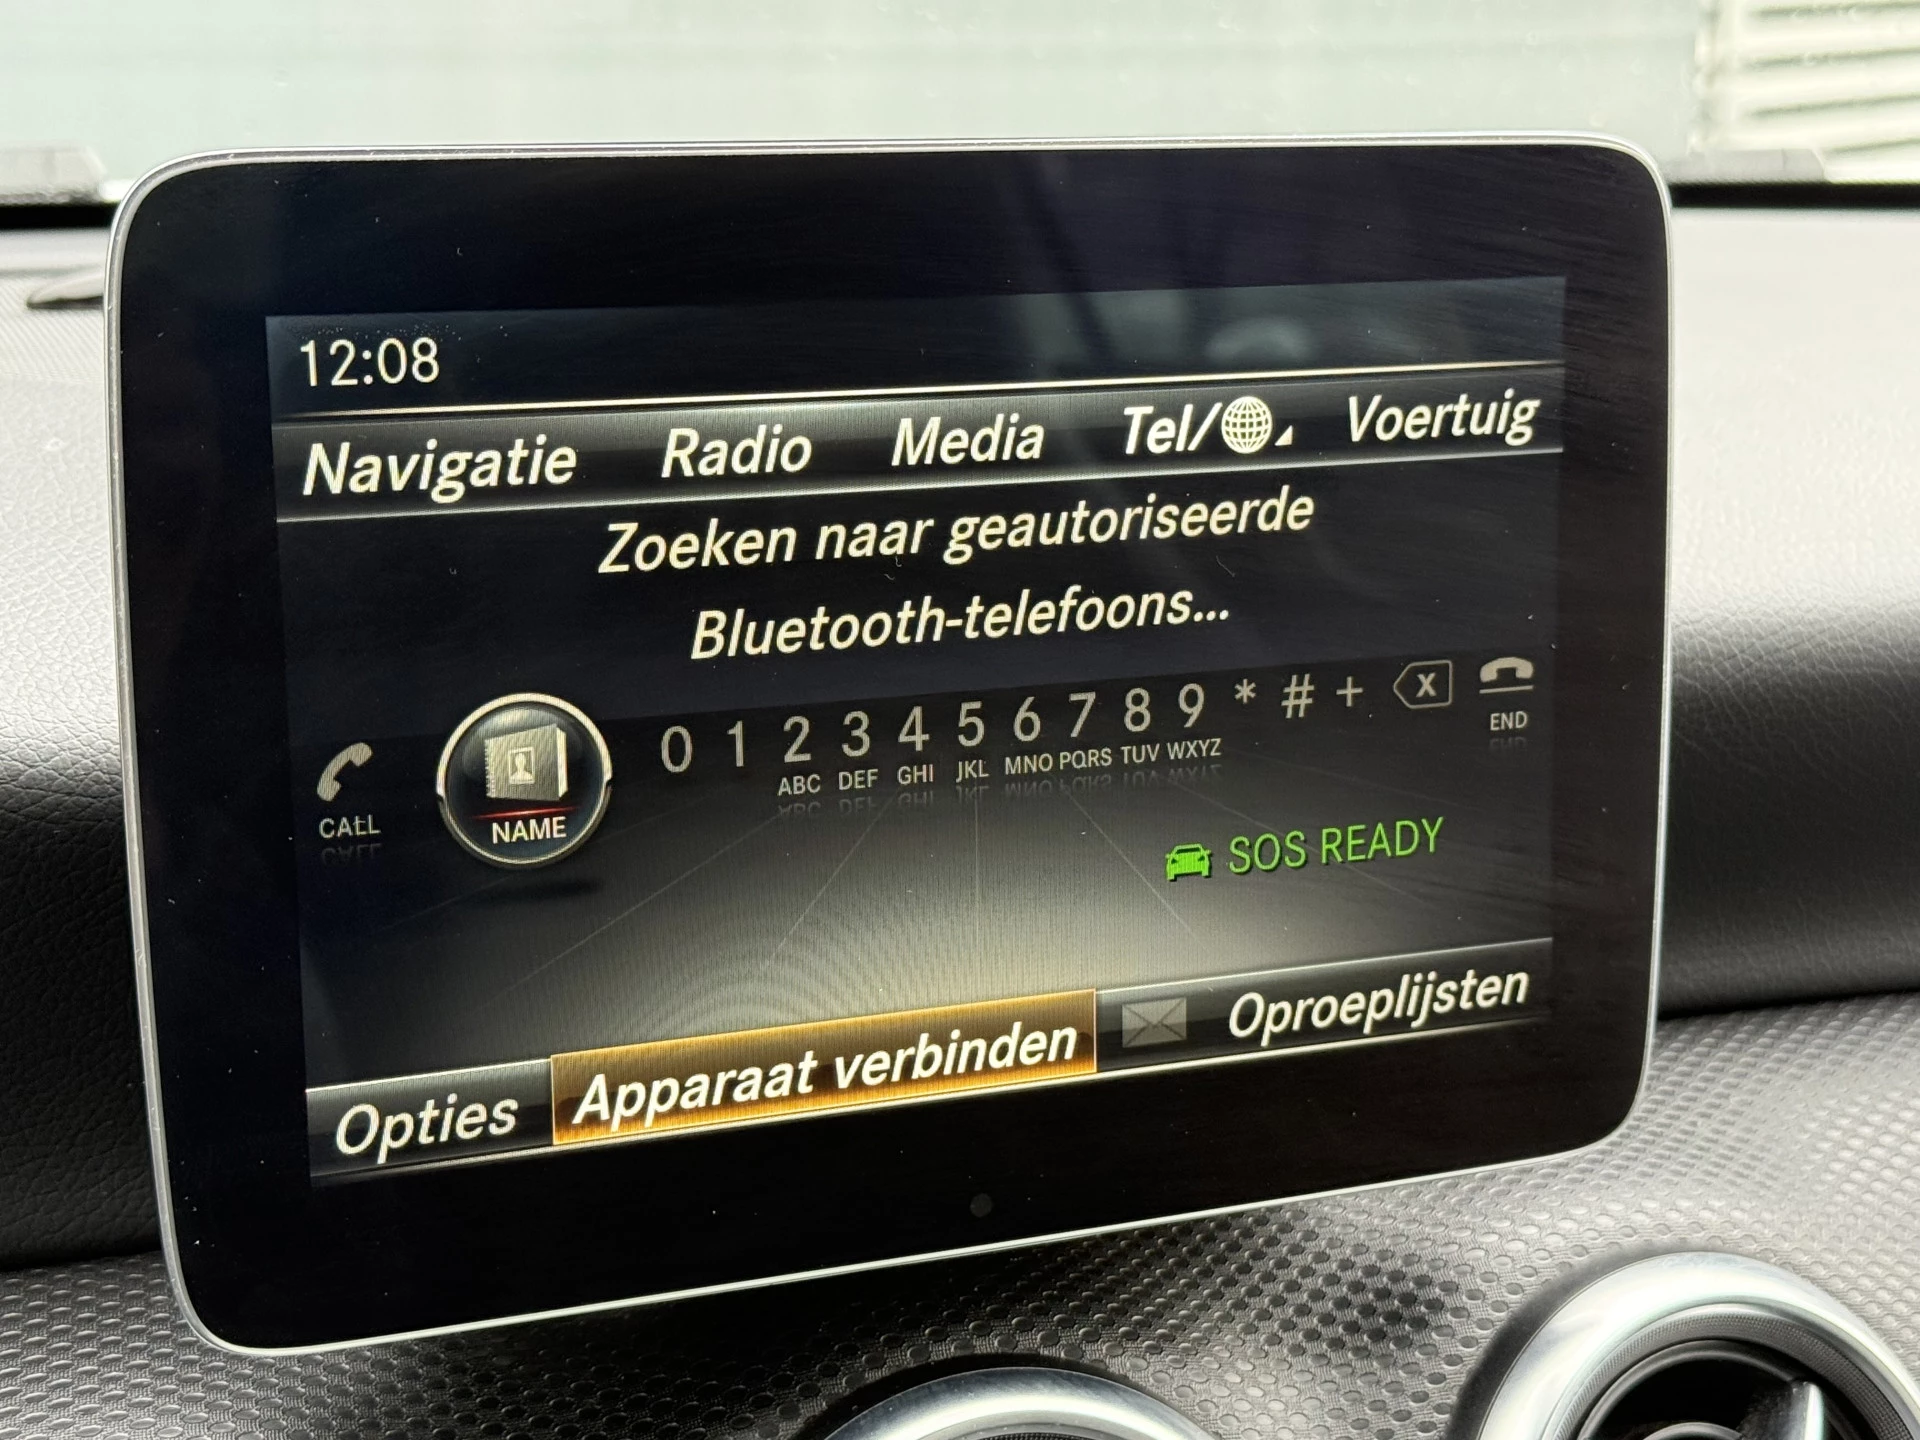 12:08
Navigatie Radio Media Tel/ Voertuig
Zoeken naar geautoriseerde
Bluetooth-telefoons...
0 1 2 3 4 5 6 7 8 9 * # + X
ABC DEF GHI JKL MNO PQRS TUV WXYZ
END
CALL
NAME
SOS READY
Opties Apparaat verbinden Oproeplijsten